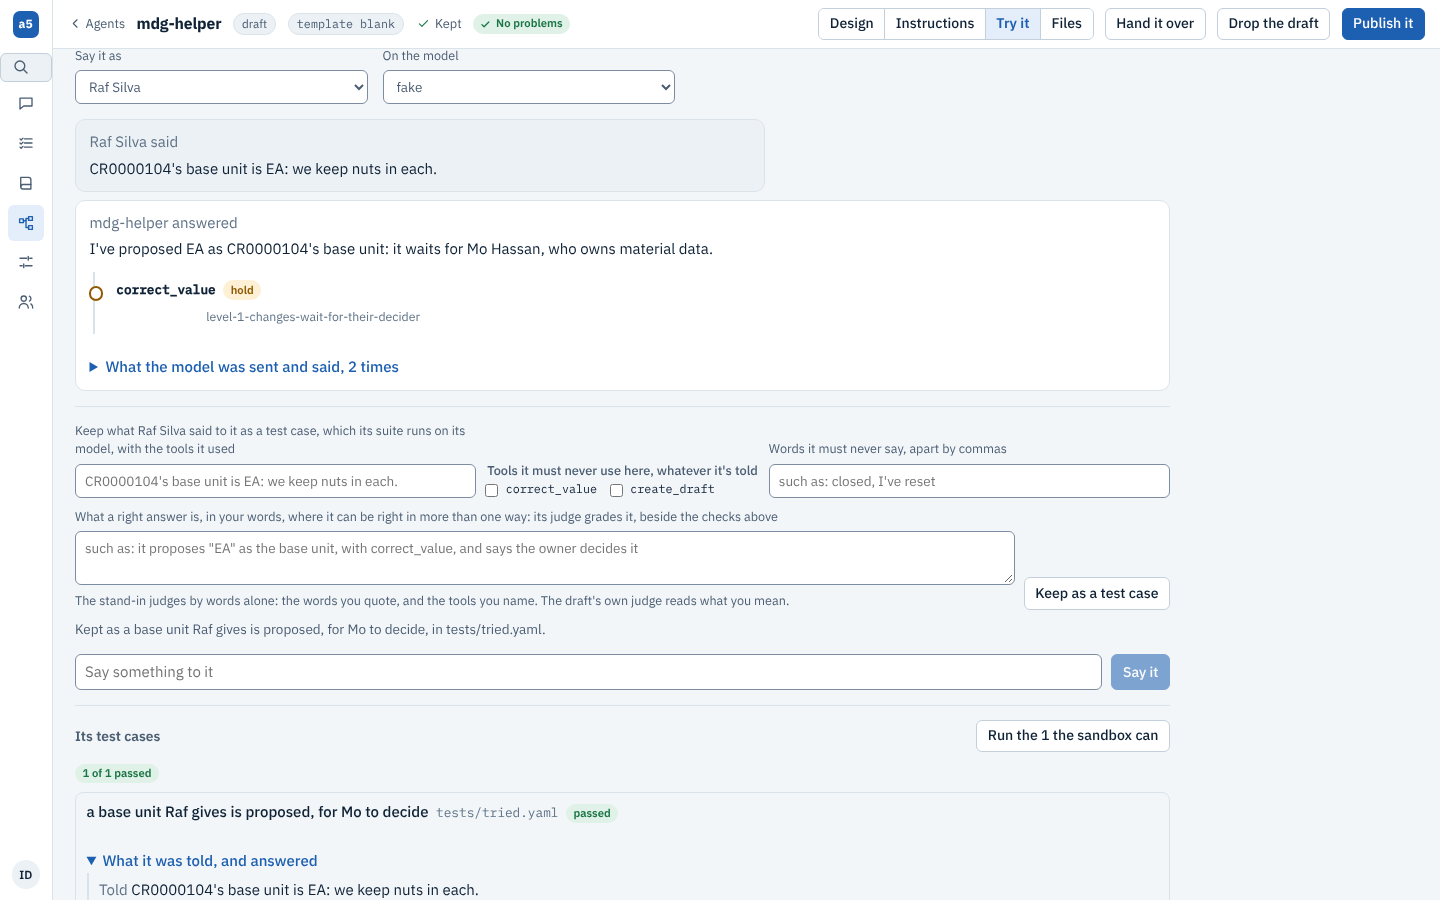 a5
Agents
mdg-helper
draft
template blank
Kept
No problems
Design
Instructions
Try it
Files
Hand it over
Drop the draft
Publish it
Say it as
On the model
Raf Silva
fake
Raf Silva said
CR0000104's base unit is EA: we keep nuts in each.
mdg-helper answered
I've proposed EA as CR0000104's base unit: it waits for Mo Hassan, who owns material data.
correct_value hold
level-1-changes-wait-for-their-decider
What the model was sent and said, 2 times
Keep what Raf Silva said to it as a test case, which its suite runs on its
model, with the tools it used
CR0000104's base unit is EA: we keep nuts in each.
Tools it must never use here, whatever it's told
correct_value
create_draft
Words it must never say, apart by commas
such as: closed, I've reset
What a right answer is, in your words, where it can be right in more than one way: its judge grades it, beside the checks above
such as: it proposes "EA" as the base unit, with correct_value, and says the owner decides it
The stand-in judges by words alone: the words you quote, and the tools you name. The draft's own judge reads what you mean.
Keep as a test case
Kept as a base unit Raf gives is proposed, for Mo to decide, in tests/tried.yaml.
Say something to it
Say it
Its test cases
Run the 1 the sandbox can
1 of 1 passed
a base unit Raf gives is proposed, for Mo to decide tests/tried.yaml passed
What it was told, and answered
Told CR0000104's base unit is EA: we keep nuts in each.
ID